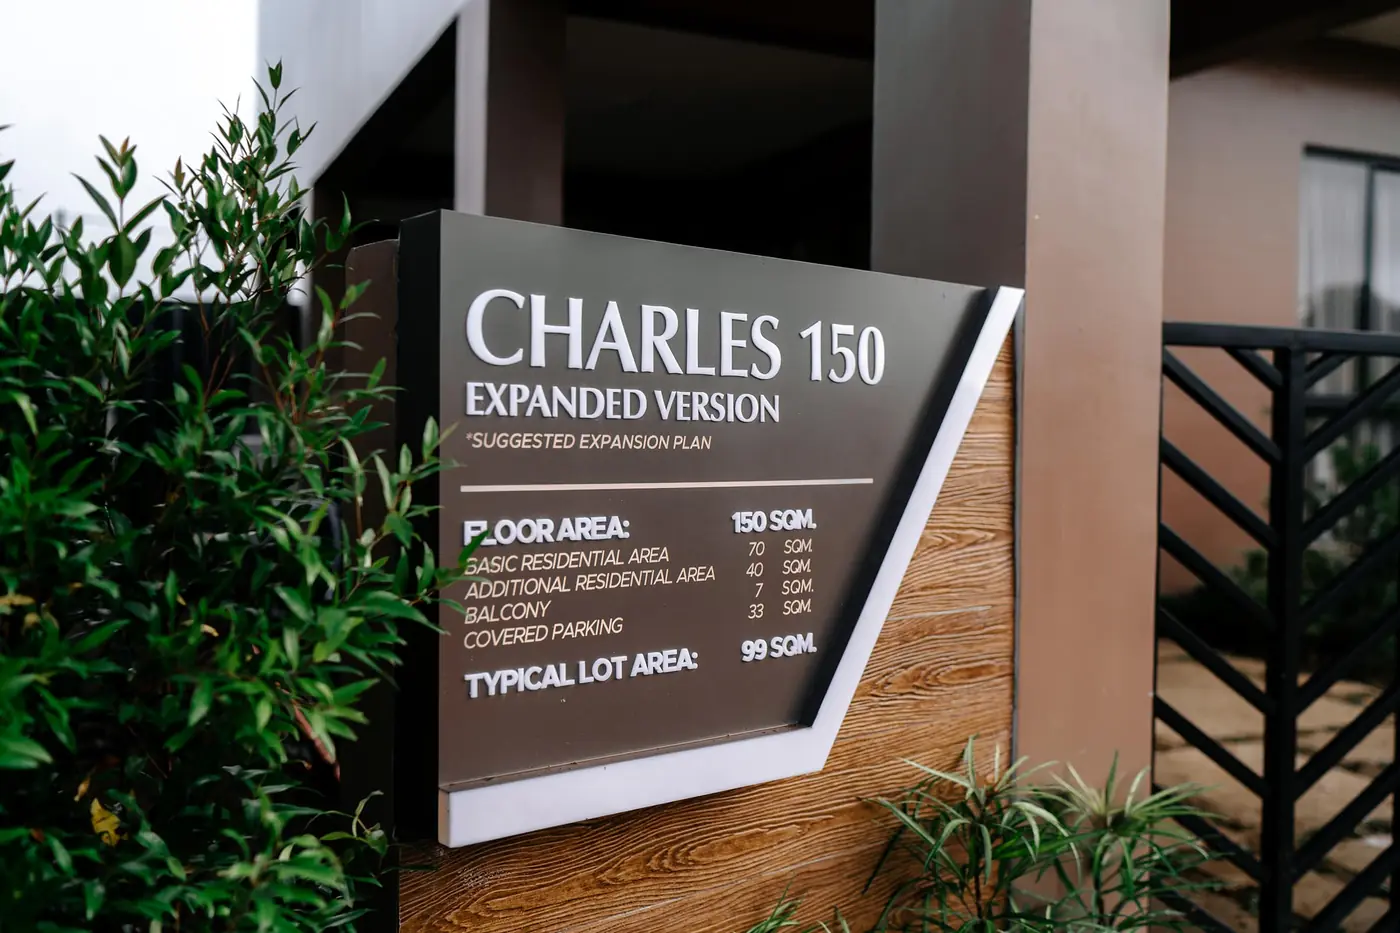 CHARLES 150
EXPANDED VERSION
*SUGGESTED EXPANSION PLAN
FLOOR AREA: 150 SQM.
BASIC RESIDENTIAL AREA 70 SQM.
ADDITIONAL RESIDENTIAL AREA 40 SQM.
BALCONY 7 SQM.
COVERED PARKING 33 SQM.
TYPICAL LOT AREA: 99 SQM.